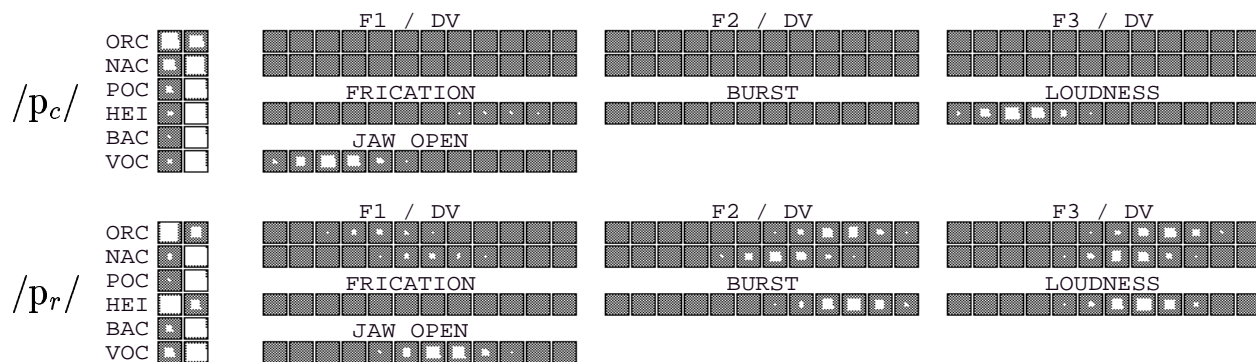 F1 / DV F2 / DV F3 / DV
ORC
NAC
POC FRICATION BURST LOUDNESS
/p_c/ HEI
BAC JAW OPEN
VOC
F1 / DV F2 / DV F3 / DV
ORC
NAC
POC FRICATION BURST LOUDNESS
/p_r/ HEI
BAC JAW OPEN
VOC